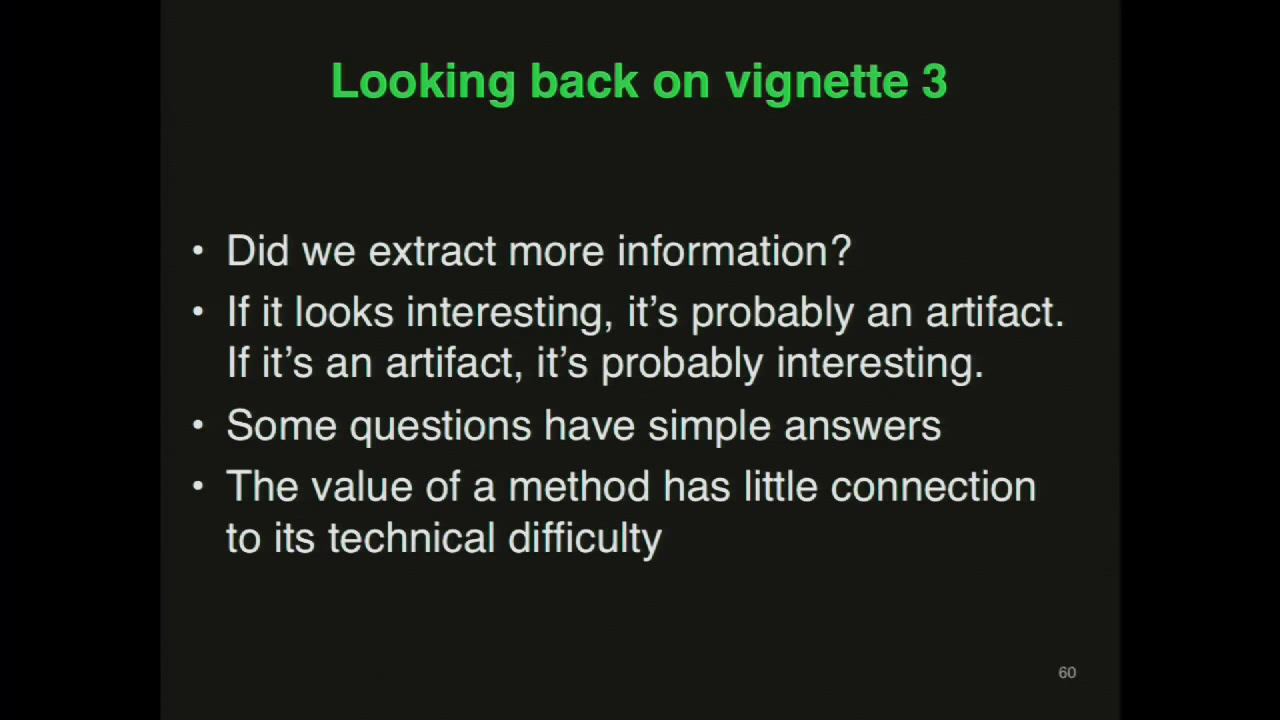 Looking back on vignette 3
• Did we extract more information?
• If it looks interesting, it’s probably an artifact.
If it’s an artifact, it’s probably interesting.
• Some questions have simple answers
• The value of a method has little connection
to its technical difficulty
60